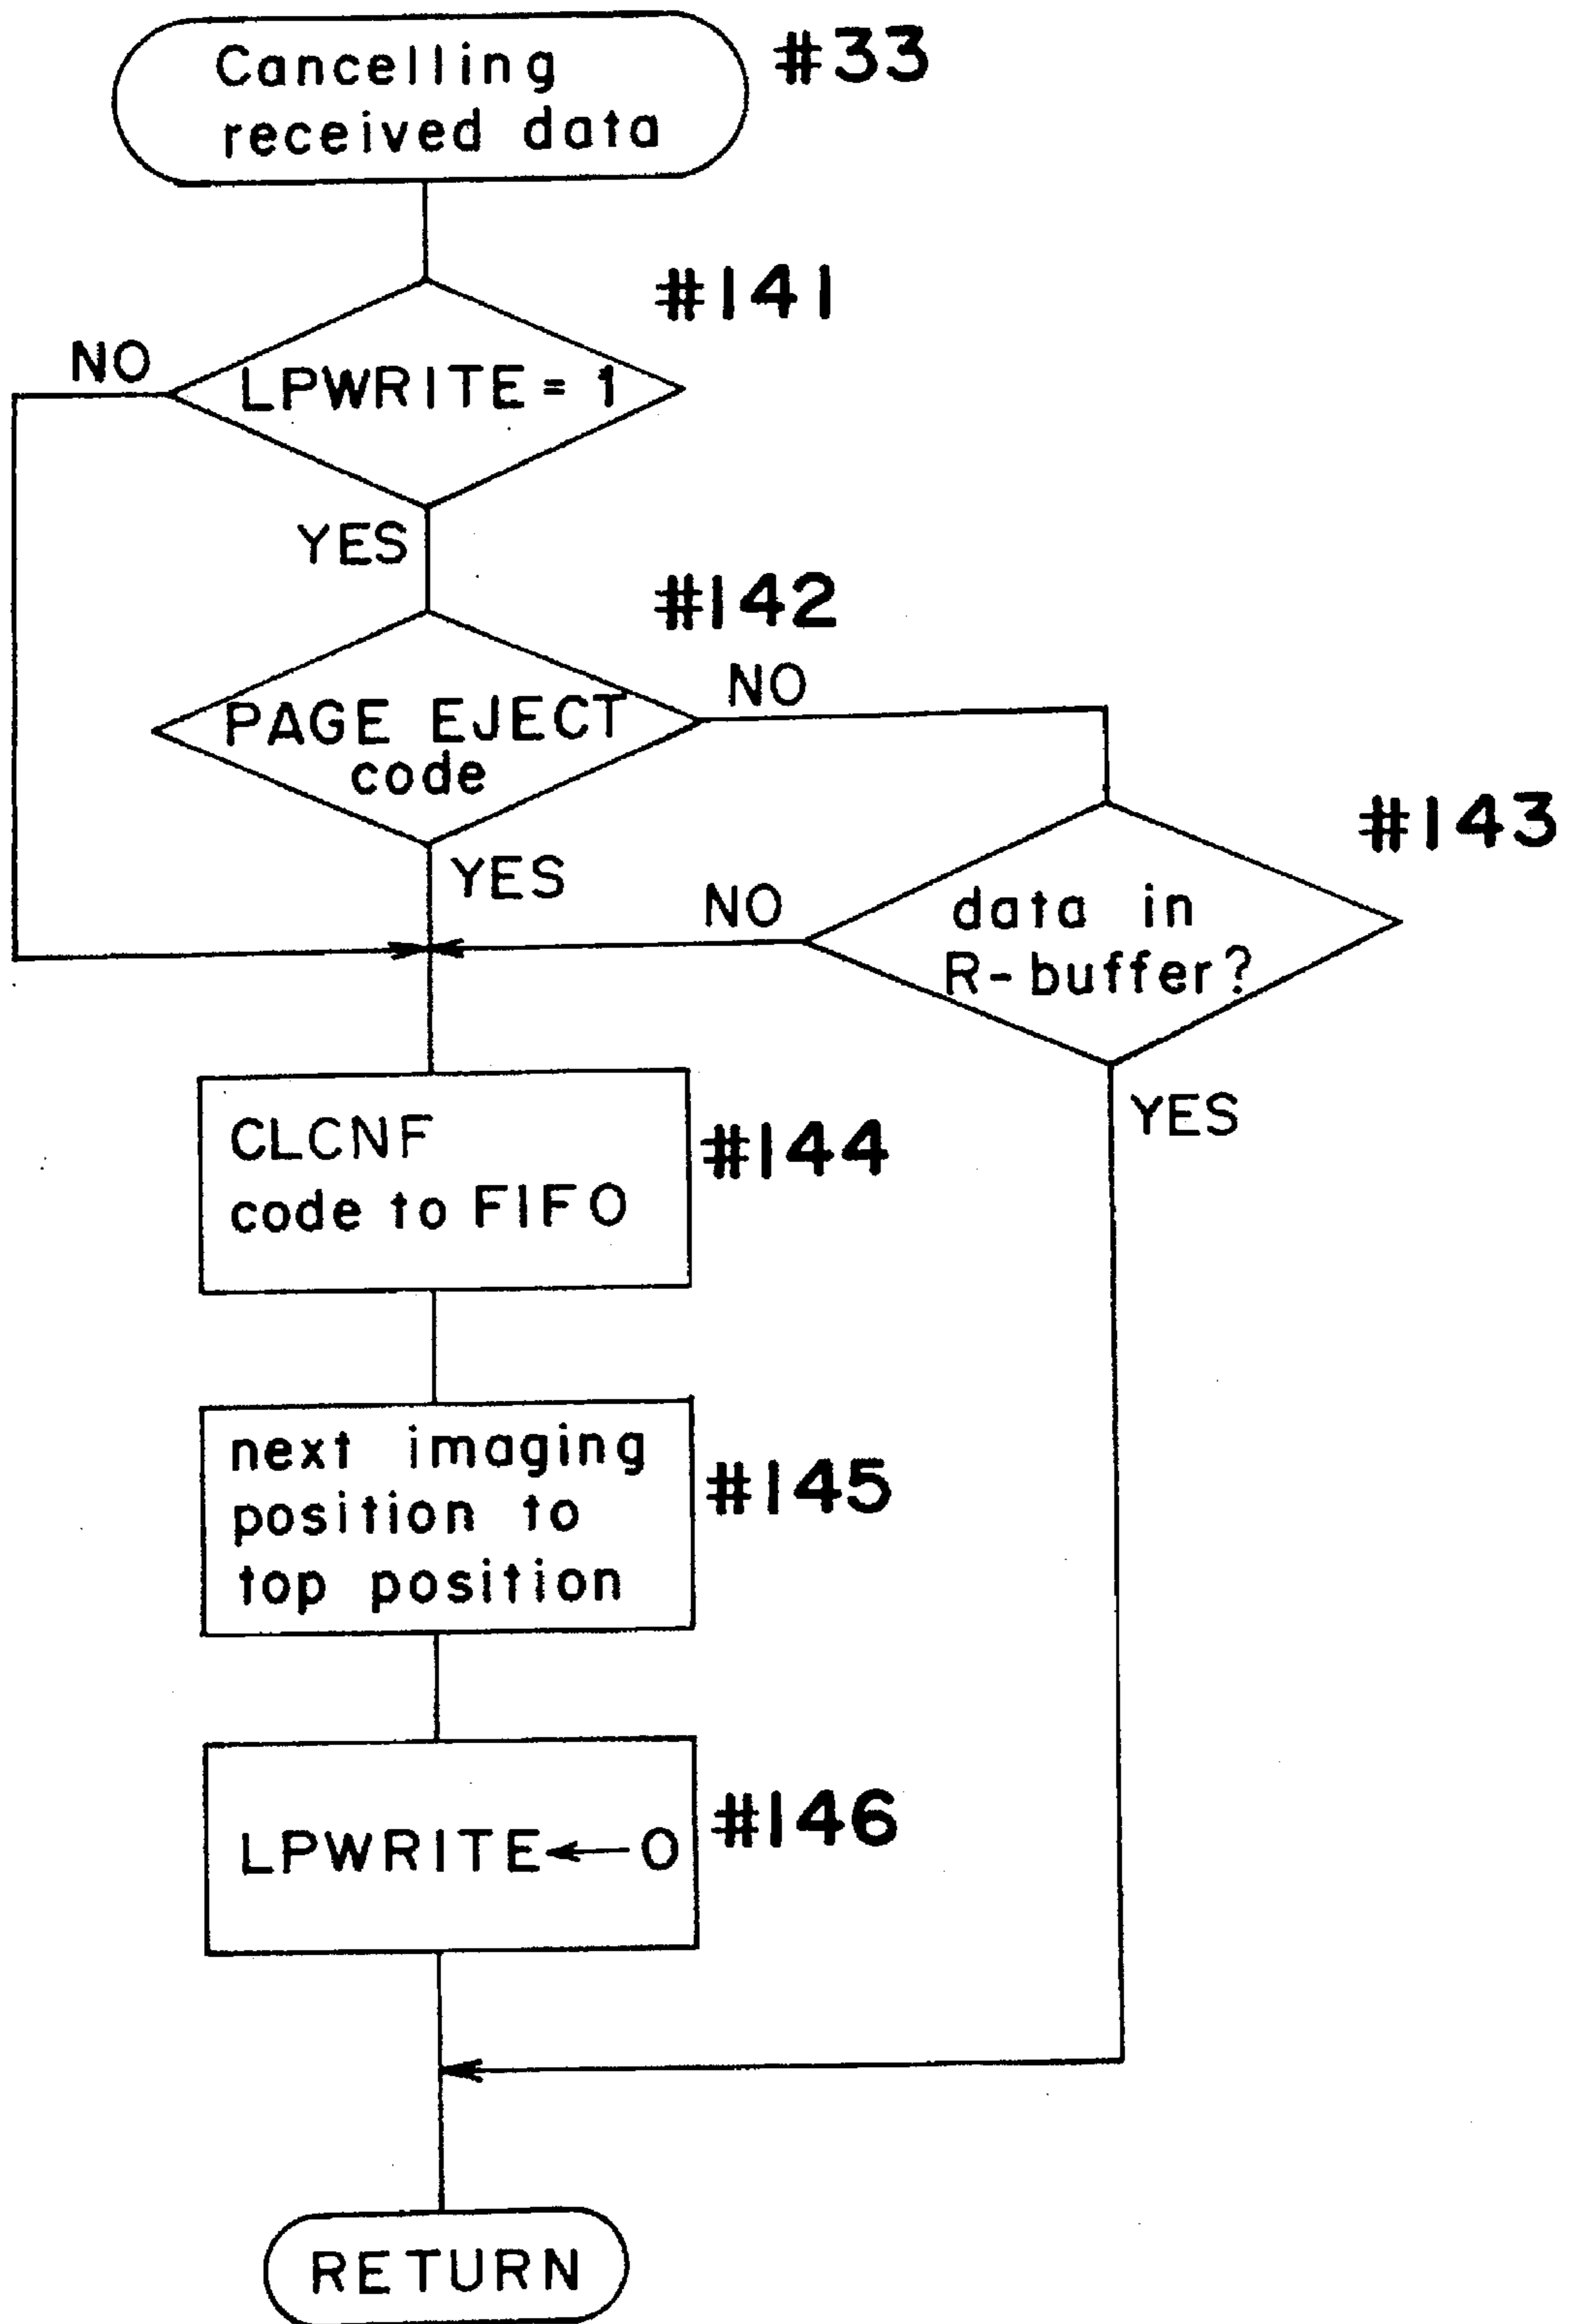 Cancelling
received data
#33
#141
NO
LPWRITE = 1
YES
#142
NO
PAGE EJECT
code
YES
#143
NO
data in
R-buffer?
YES
CLCNF
code to FIFO
#144
next imaging
position to
top position
#145
LPWRITE ← 0
#146
RETURN